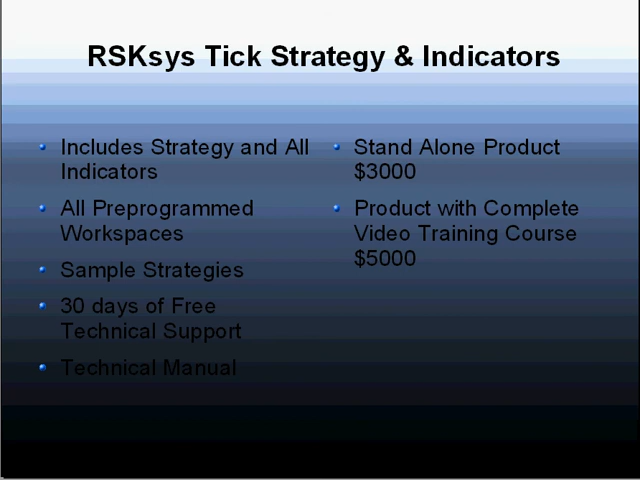 RSKsys Tick Strategy & Indicators
Includes Strategy and All
Indicators
All Preprogrammed
Workspaces
Sample Strategies
30 days of Free
Technical Support
Technical Manual
Stand Alone Product
$3000
Product with Complete
Video Training Course
$5000